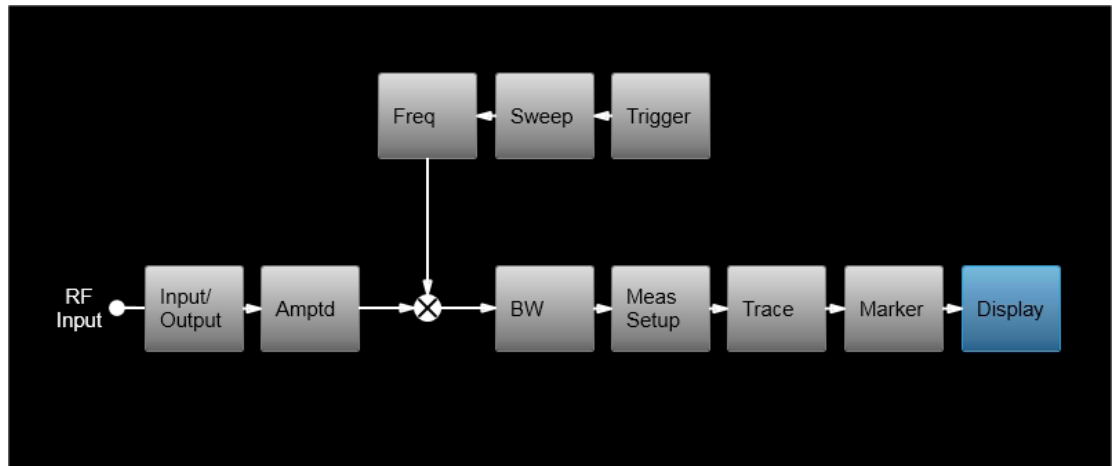 Freq
Sweep
Trigger
RF
Input
Input/
Output
Amptd
BW
Meas
Setup
Trace
Marker
Display